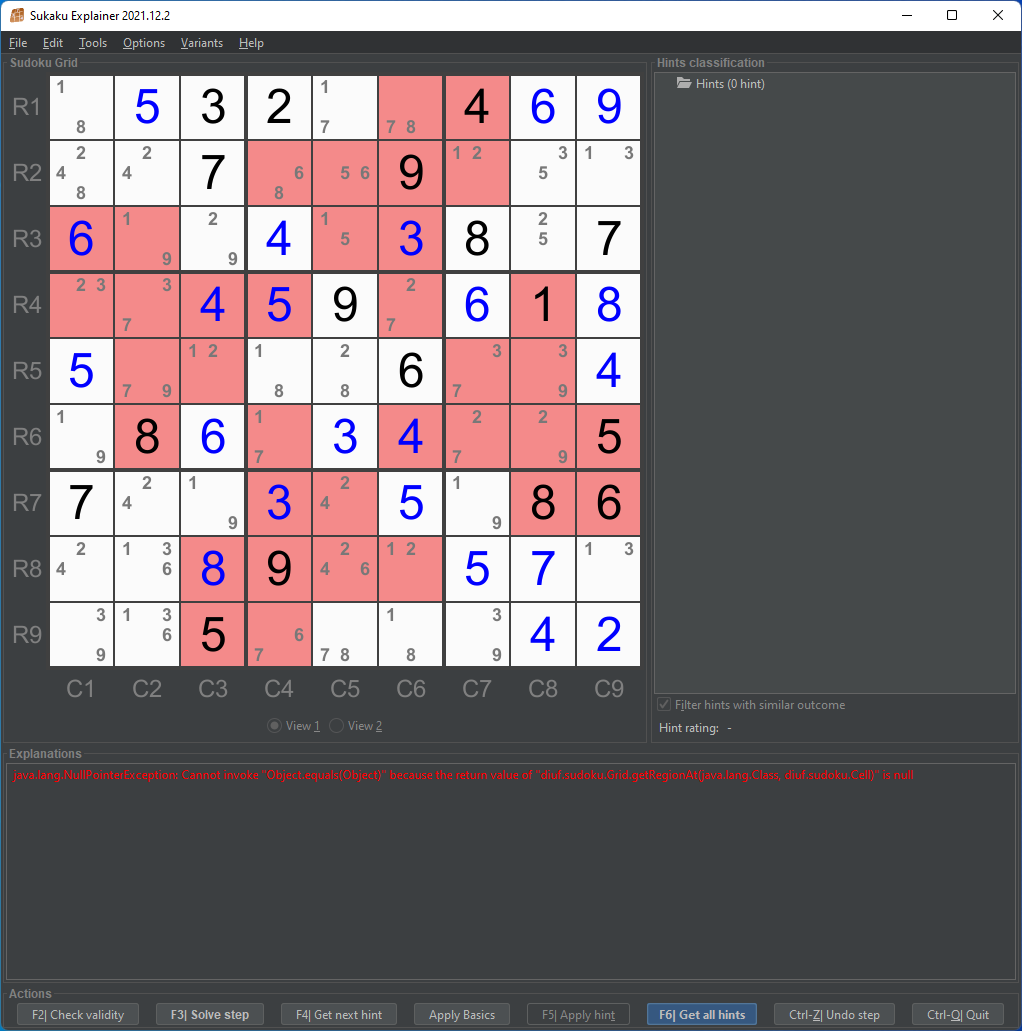 Sukaku Explainer 2021.12.2
File Edit Tools Options Variants Help
Sudoku Grid
Hints classification
Hints (0 hint)
R1 1 8 5 3 2 1 7 7 8 4 6 9
R2 2 4 8 2 4 7 6 8 5 6 9 1 2 3 5 1 3
R3 6 1 9 2 9 4 1 5 3 8 2 5 7
R4 2 3 3 7 4 5 9 2 7 6 1 8
R5 5 7 9 1 2 1 8 2 8 6 3 7 3 9 4
R6 1 9 8 6 1 7 3 4 2 7 2 9 5
R7 7 2 4 1 9 3 2 4 5 1 9 8 6
R8 2 4 1 3 6 8 9 2 4 6 1 2 5 7 1 3
R9 3 9 1 3 6 5 6 7 7 8 1 8 3 9 4 2
C1 C2 C3 C4 C5 C6 C7 C8 C9
View 1 View 2
Filter hints with similar outcome
Hint rating: -
Explanations
java.lang.NullPointerException: Cannot invoke "Object.equals(Object)" because the return value of "diuf.sudoku.Grid.getRegionAt(java.lang.Class, diuf.sudoku.Cell)" is null
Actions
F2| Check validity F3| Solve step F4| Get next hint Apply Basics F5| Apply hint F6| Get all hints Ctrl-Z| Undo step Ctrl-Q| Quit